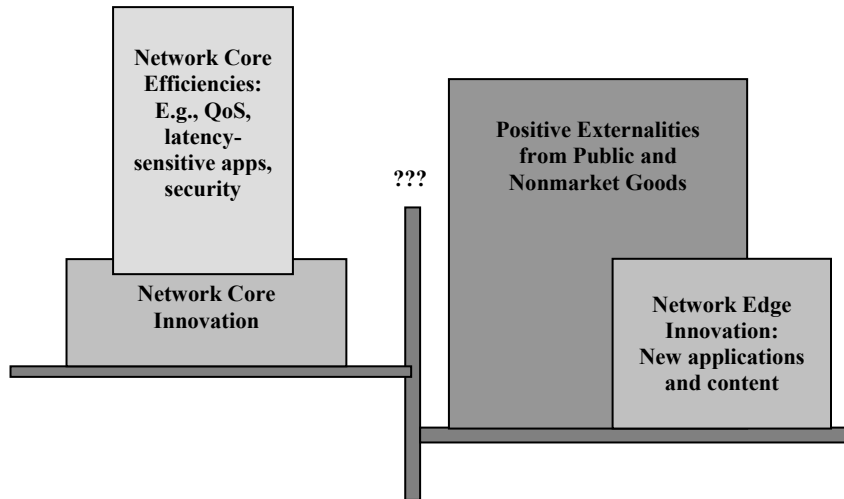 Network Core
Efficiencies:
E.g., QoS,
latency-
sensitive apps,
security
Network Core
Innovation
???
Positive Externalities
from Public and
Nonmarket Goods
Network Edge
Innovation:
New applications
and content